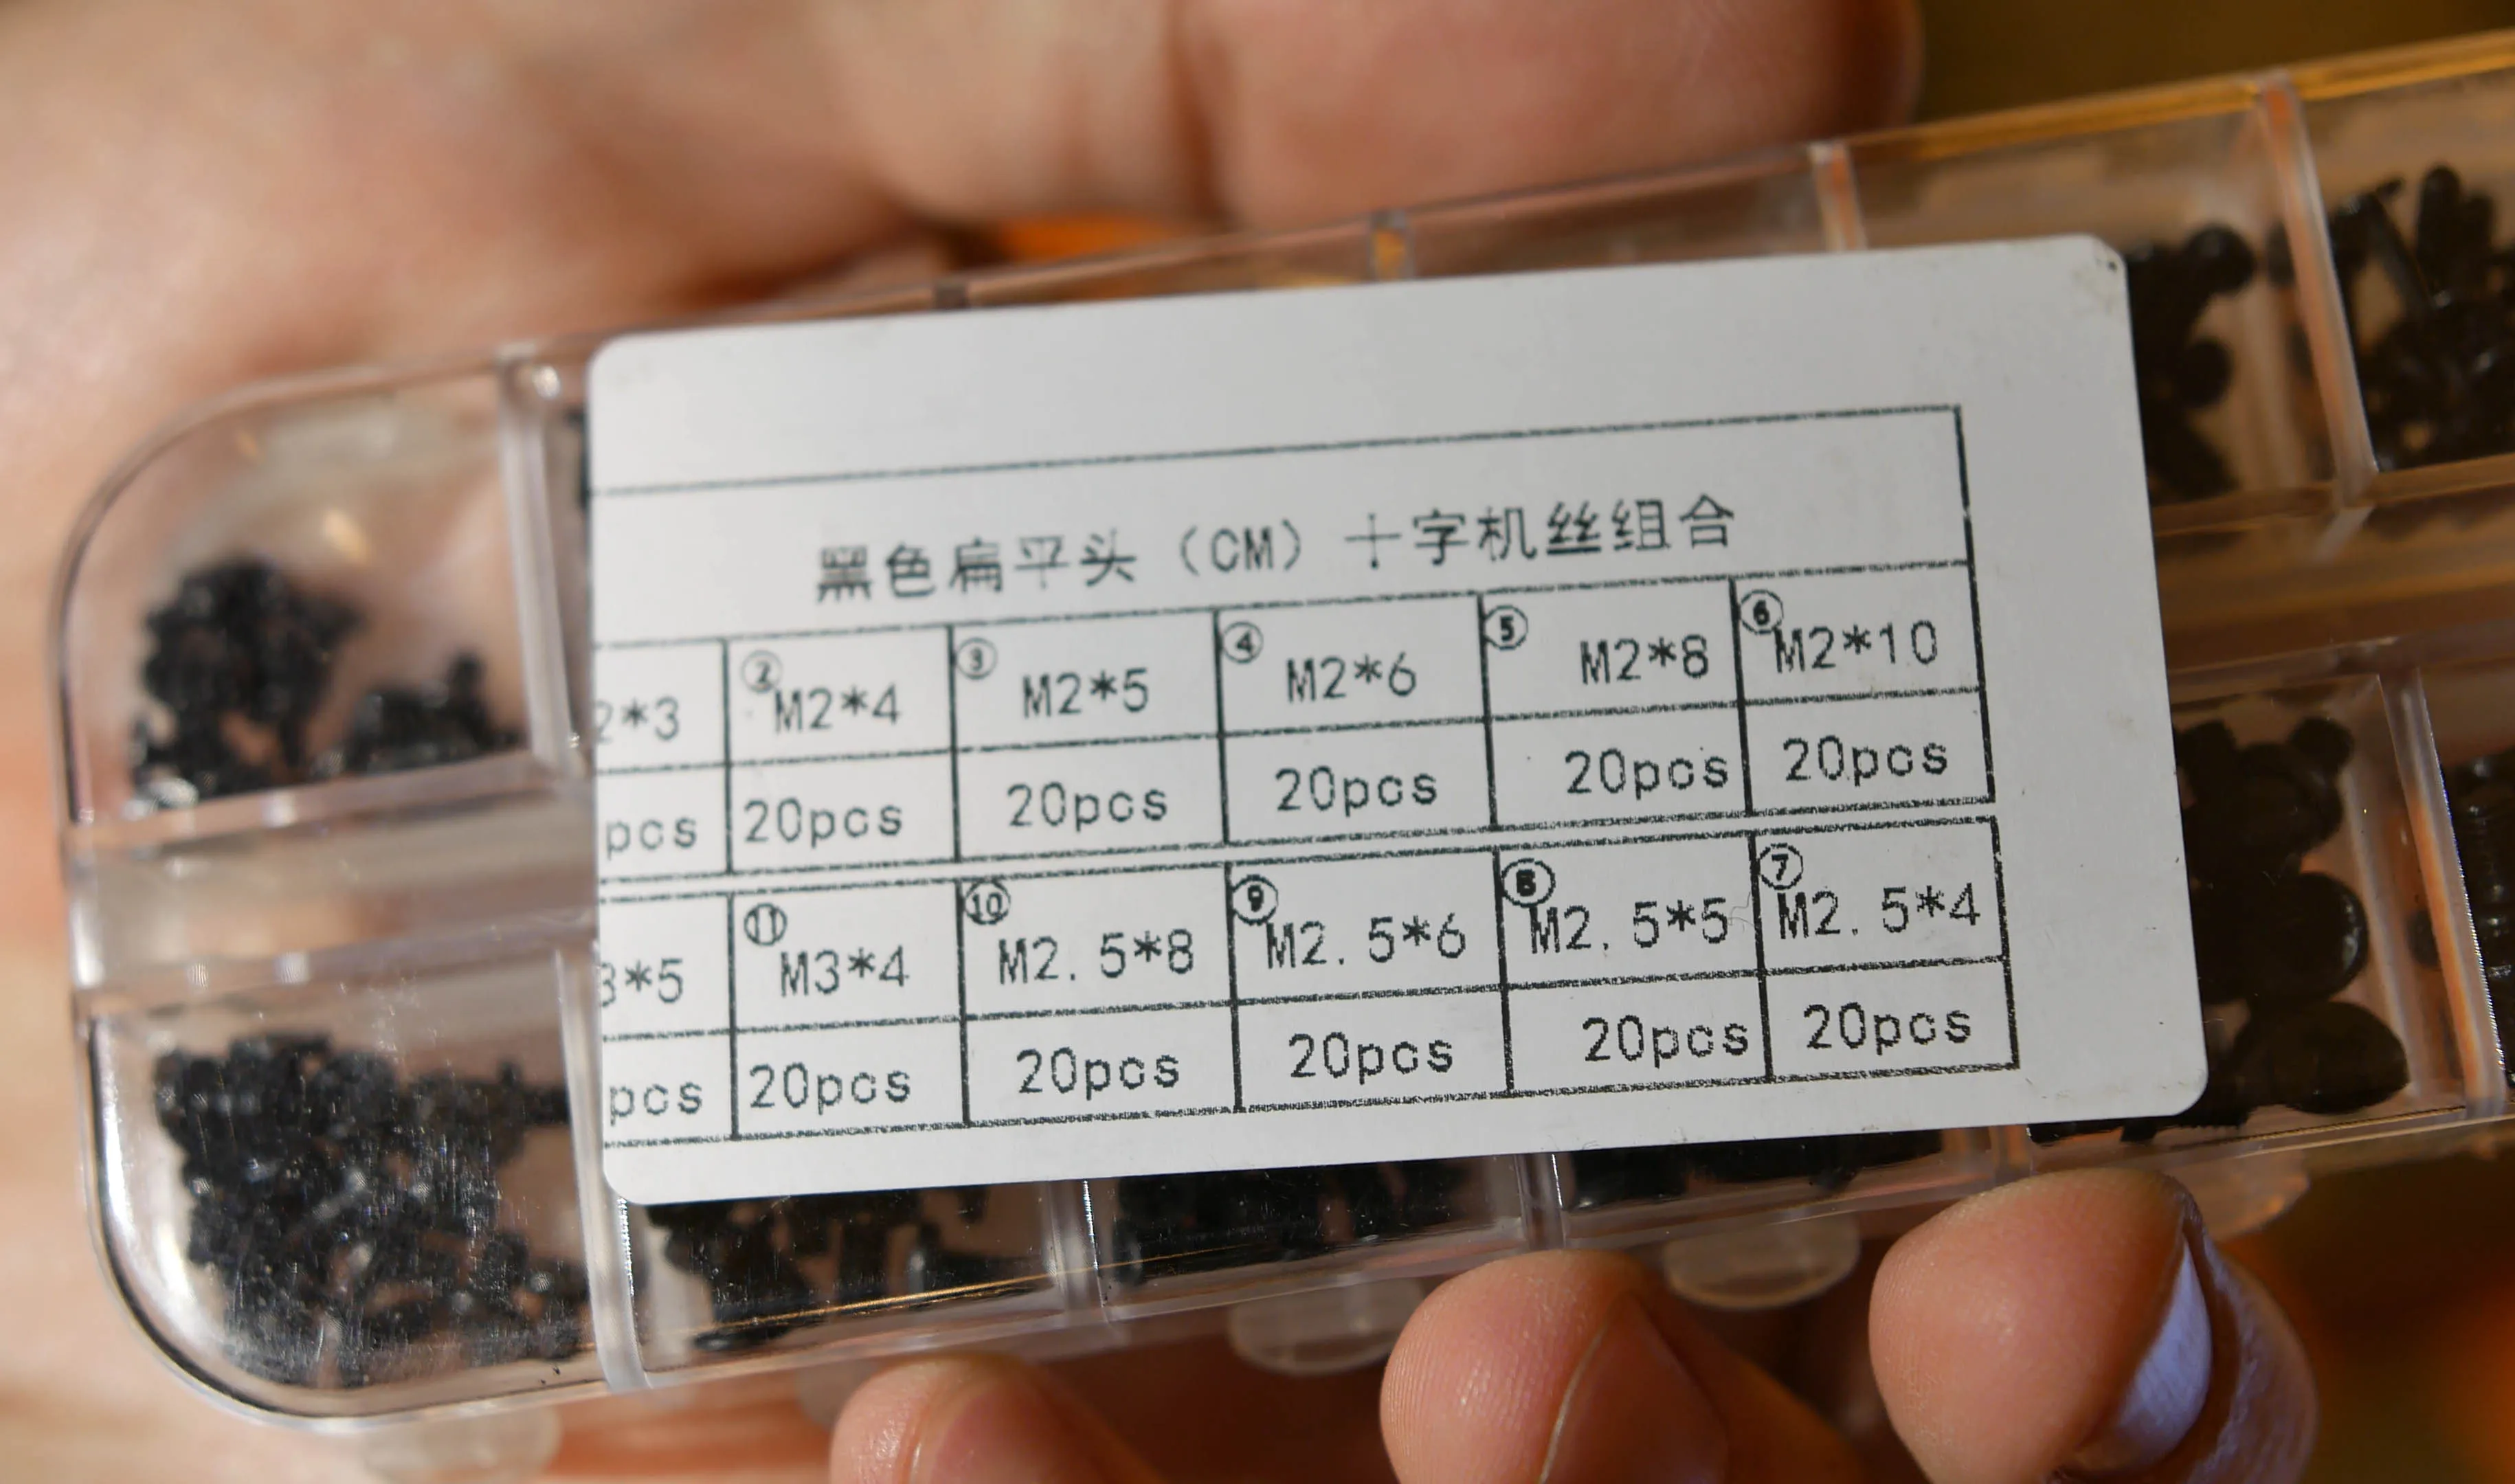 黑色扁平头（CM）十字机丝组合
2*3 ②M2*4 ③M2*5 ④M2*6 ⑤M2*8 ⑥M2*10
pcs 20pcs 20pcs 20pcs 20pcs 20pcs
3*5 ⑪M3*4 ⑩M2. 5*8 ⑨M2. 5*6 ⑧M2. 5*5 ⑦M2. 5*4
pcs 20pcs 20pcs 20pcs 20pcs 20pcs